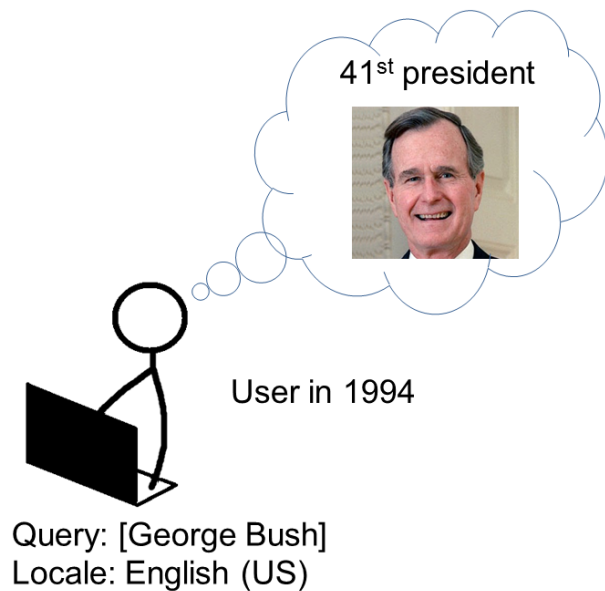 41st president
User in 1994
Query: [George Bush]
Locale: English (US)